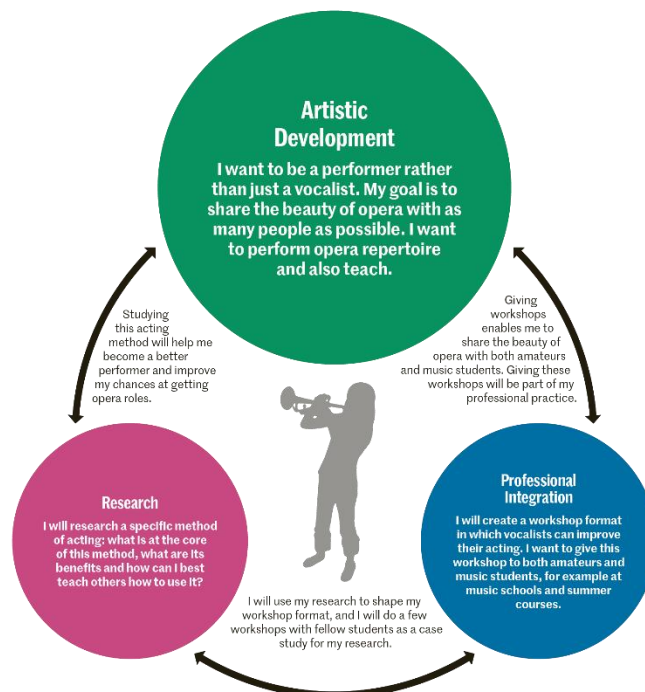 Artistic
Development
I want to be a performer rather
than just a vocalist. My goal is to
share the beauty of opera with as
many people as possible. I want
to perform opera repertoire
and also teach.
Studying
this acting
method will help me
become a better
performer and improve
my chances at getting
opera roles.
Giving
workshops
enables me to
share the beauty of
opera with both amateurs
and music students. Giving these
workshops will be part of my
professional practice.
Research
I will research a specific method
of acting: what is at the core
of this method, what are its
benefits and how can I best
teach others how to use it?
Professional
Integration
I will create a workshop format
in which vocalists can improve
their acting. I want to give this
workshop to both amateurs and
music students, for example at
music schools and summer
courses.
I will use my research to shape my
workshop format, and I will do a few
workshops with fellow students as a case
study for my research.